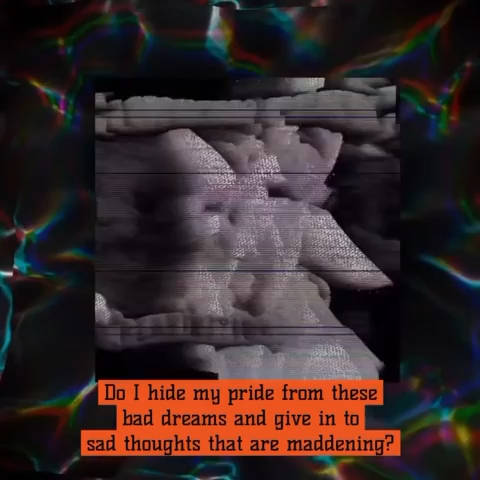 Do I hide my pride from these
bad dreams and give in to
sad thoughts that are maddening?